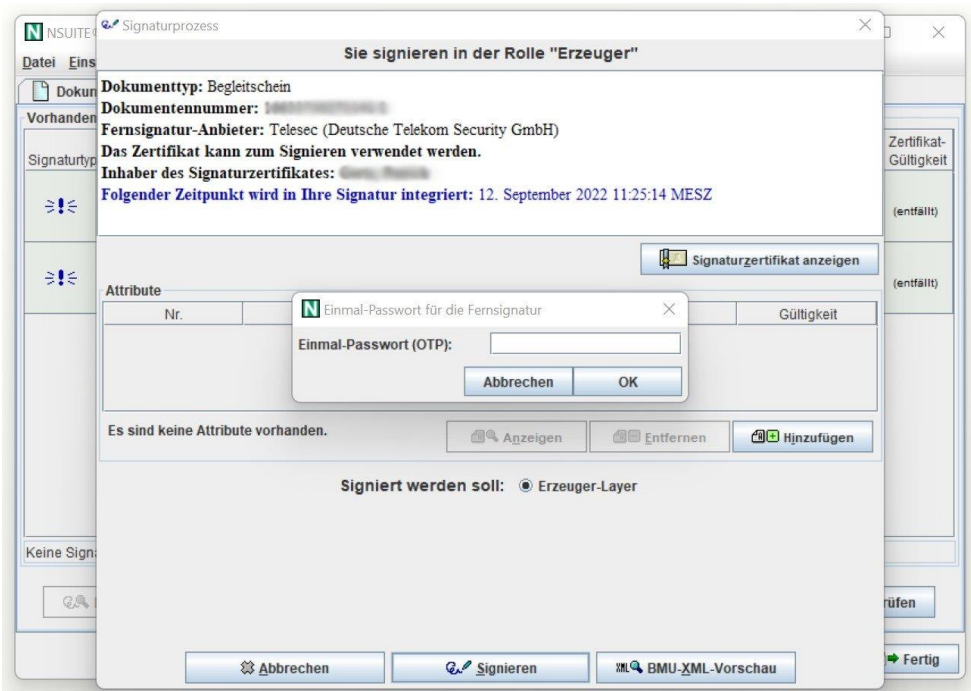 NSUITE
Signaturprozess
Datei Eins
Sie signieren in der Rolle "Erzeuger"
Dokun
Vorhanden
Signaturtyp
Zertifikat-
Gültigkeit
(entfällt)
(entfällt)
Dokumenttyp: Begleitschein
Dokumentennummer:
Fernsignatur-Anbieter: Telesec (Deutsche Telekom Security GmbH)
Das Zertifikat kann zum Signieren verwendet werden.
Inhaber des Signaturzertifikates:
Folgender Zeitpunkt wird in Ihre Signatur integriert: 12. September 2022 11:25:14 MESZ
Signaturzertifikat anzeigen
Attribute
Nr. Gültigkeit
Einmal-Passwort für die Fernsignatur
Einmal-Passwort (OTP):
Abbrechen OK
Es sind keine Attribute vorhanden.
Anzeigen Entfernen Hinzufügen
Signiert werden soll: Erzeuger-Layer
Keine Signa
rüfen
Abbrechen Signieren BMU-XML-Vorschau
Fertig